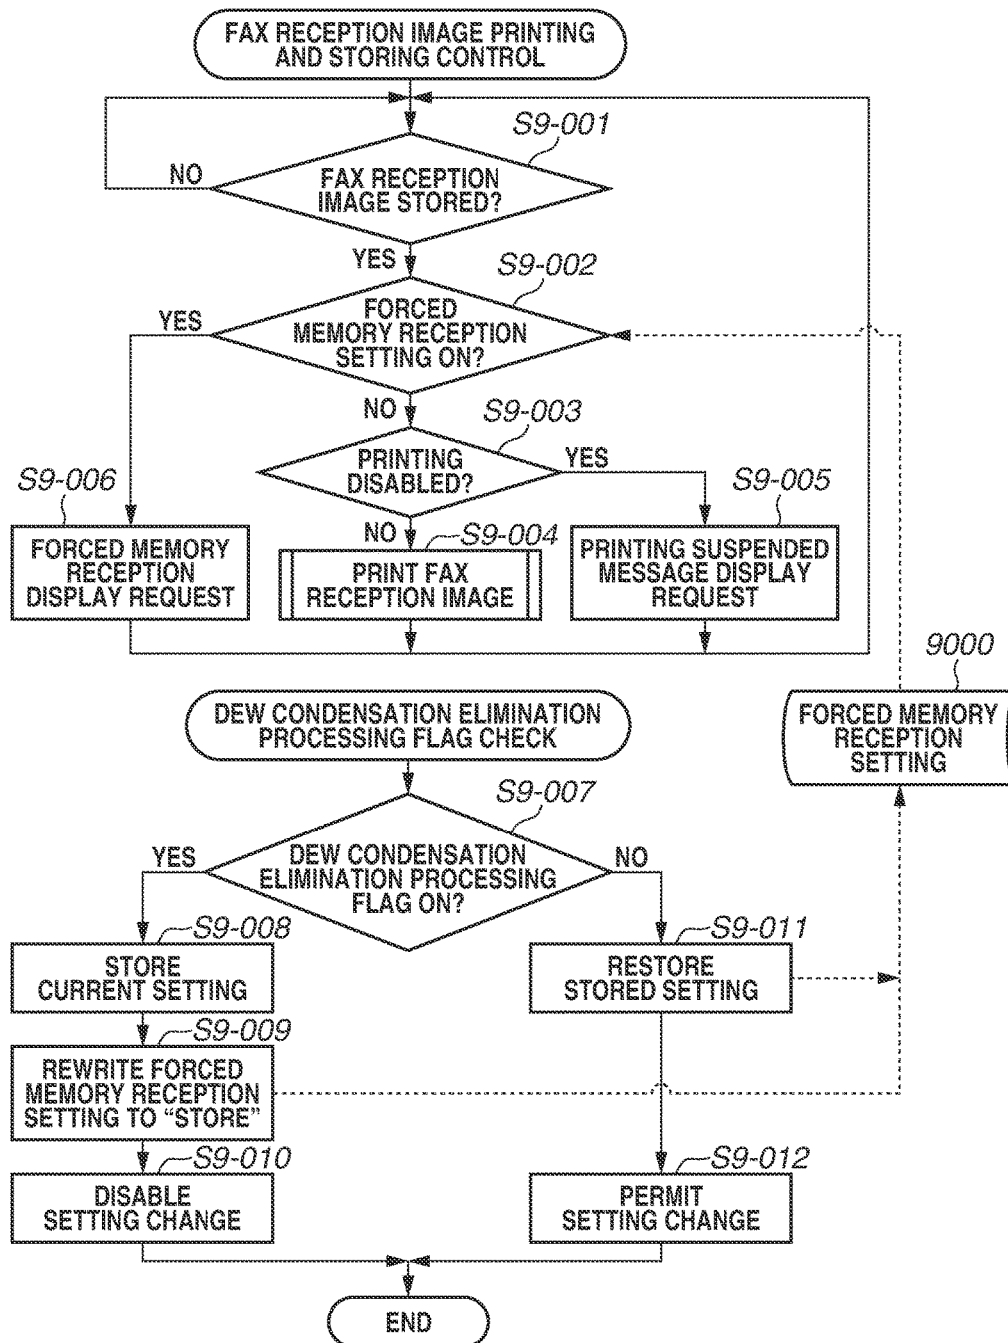 FAX RECEPTION IMAGE PRINTING
AND STORING CONTROL
S9-001
NO
FAX RECEPTION
IMAGE STORED?
YES
S9-002
YES
FORCED
MEMORY RECEPTION
SETTING ON?
NO
S9-003
PRINTING
DISABLED?
YES
S9-006
S9-005
NO
S9-004
FORCED MEMORY
RECEPTION
DISPLAY REQUEST
PRINT FAX
RECEPTION IMAGE
PRINTING SUSPENDED
MESSAGE DISPLAY
REQUEST
9000
FORCED MEMORY
RECEPTION
SETTING
DEW CONDENSATION ELIMINATION
PROCESSING FLAG CHECK
S9-007
YES
DEW CONDENSATION
ELIMINATION PROCESSING
FLAG ON?
NO
S9-008
STORE
CURRENT SETTING
S9-011
RESTORE
STORED SETTING
S9-009
REWRITE FORCED
MEMORY RECEPTION
SETTING TO “STORE”
S9-010
DISABLE
SETTING CHANGE
S9-012
PERMIT
SETTING CHANGE
END